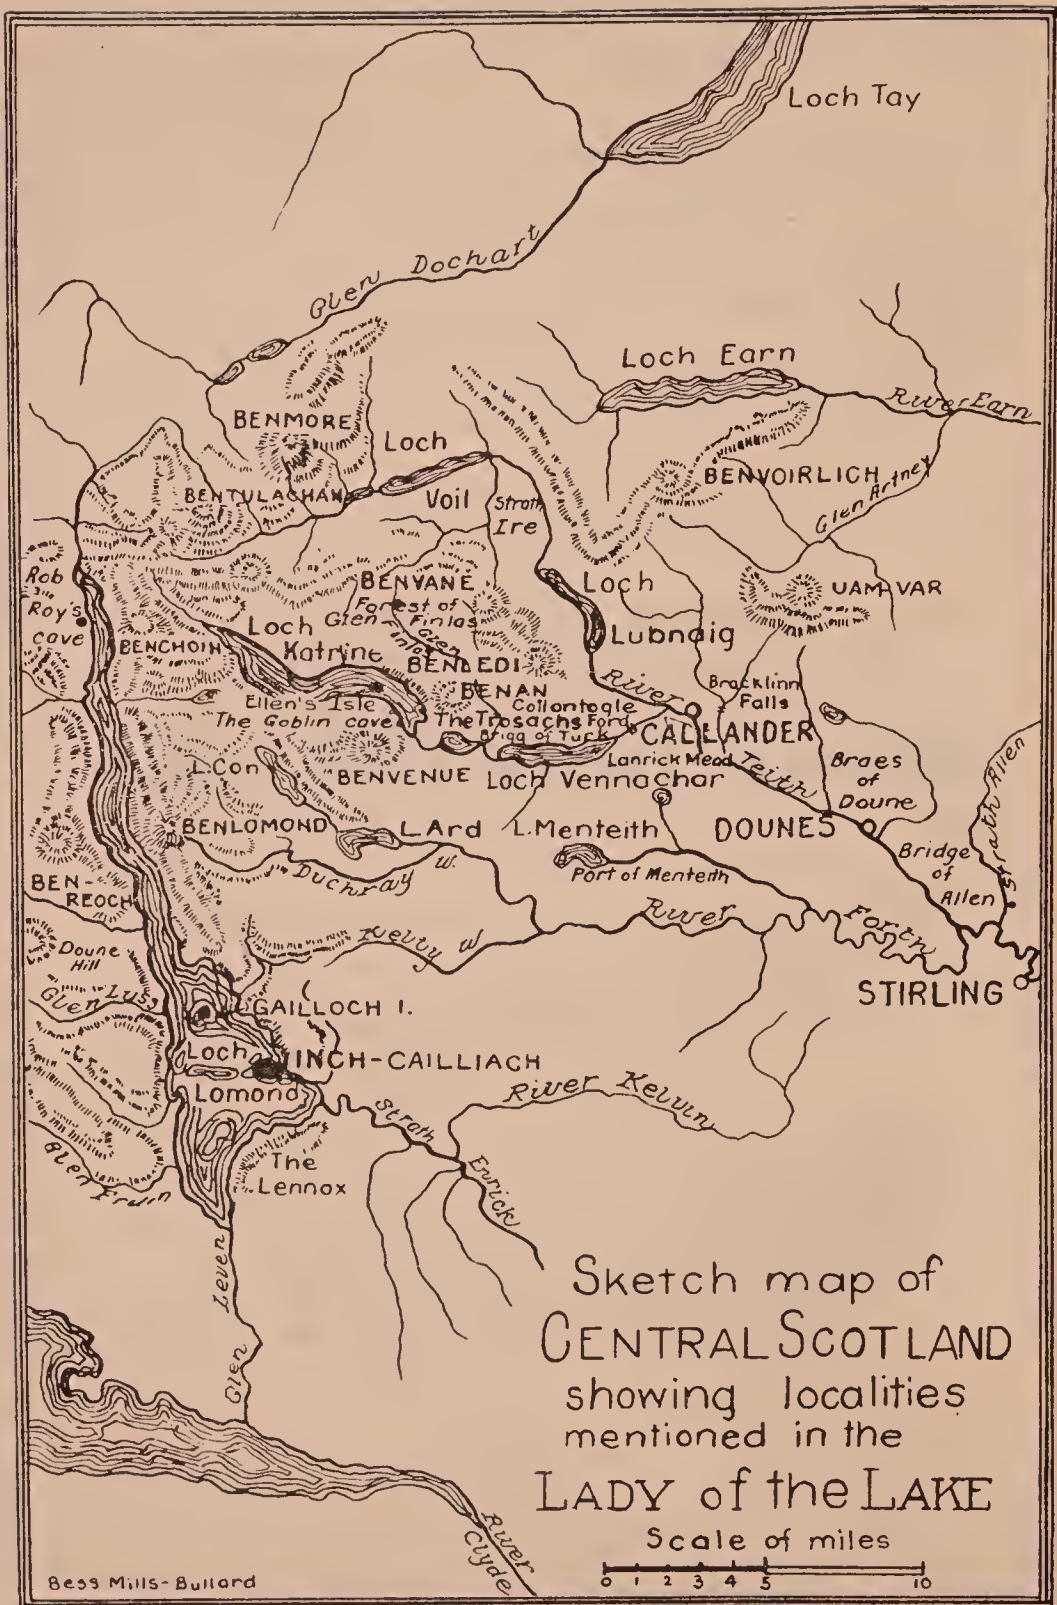 Loch Tay
Glen Dochart
Loch Earn
River Earn
BENMORE
Loch
Voil
BENTULACHAN
Strath
Ire
BENVOIRLICH
Glen Artney
UAM-VAR
Rob
Roy's
cave
BENVANE
Forest of
Glen Finlas
Glen
Loch
Lubnaig
Loch
Katrine
BENCHOIN
BENLEDI
BENAN
Ellen's Isle
The Goblin cave
Collantogle
Ford
The Trosachs
Brigg of Turk
River
Teith
Bracklinn
Falls
CALLANDER
Lanrick Mead
BENVENUE
Loch Vennachar
L. Con
Braes
of
Doune
BENLOMOND
L. Ard
L. Menteith
DOUNES
Port of Menteith
Bridge
of
Allen
Strath Allen
Duchray W.
BEN-
REOCH
Kelty W
River Forth
Doune
Hill
Glen Luss
STIRLING
GAILLOCH I.
Loch
Lomond
INCH-CAILLIACH
River Kelvin
Strath
Enrick
Glen Fruin
The
Lennox
Glen Leven
River
Clyde
Sketch map of
CENTRAL SCOTLAND
showing localities
mentioned in the
LADY of the LAKE
Scale of miles
0 1 2 3 4 5 10
Bess Mills-Bullard